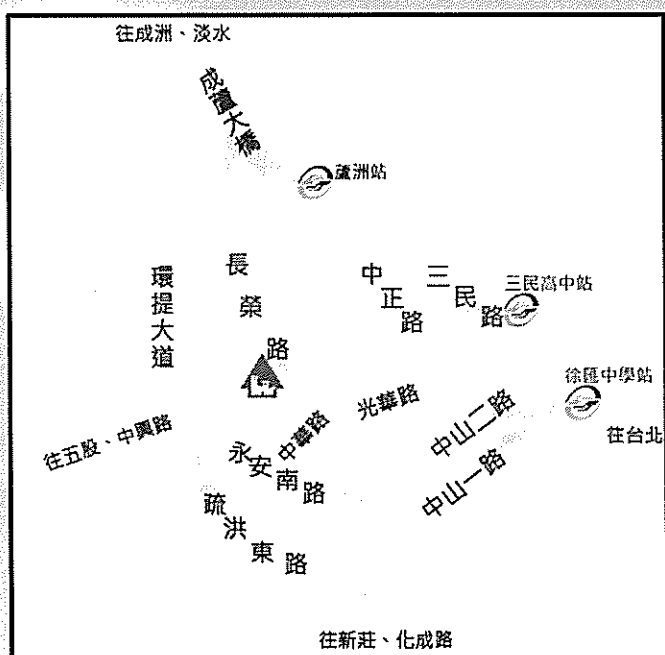 往成洲、淡水
成蘆大橋
蘆洲站
環提大道
長榮路
中正路
三民路
三民高中站
徐匯中學站
往台北
光華路
中山二路
中山一路
往五股、中興路
中華路
永安南路
疏洪東路
往新莊、化成路